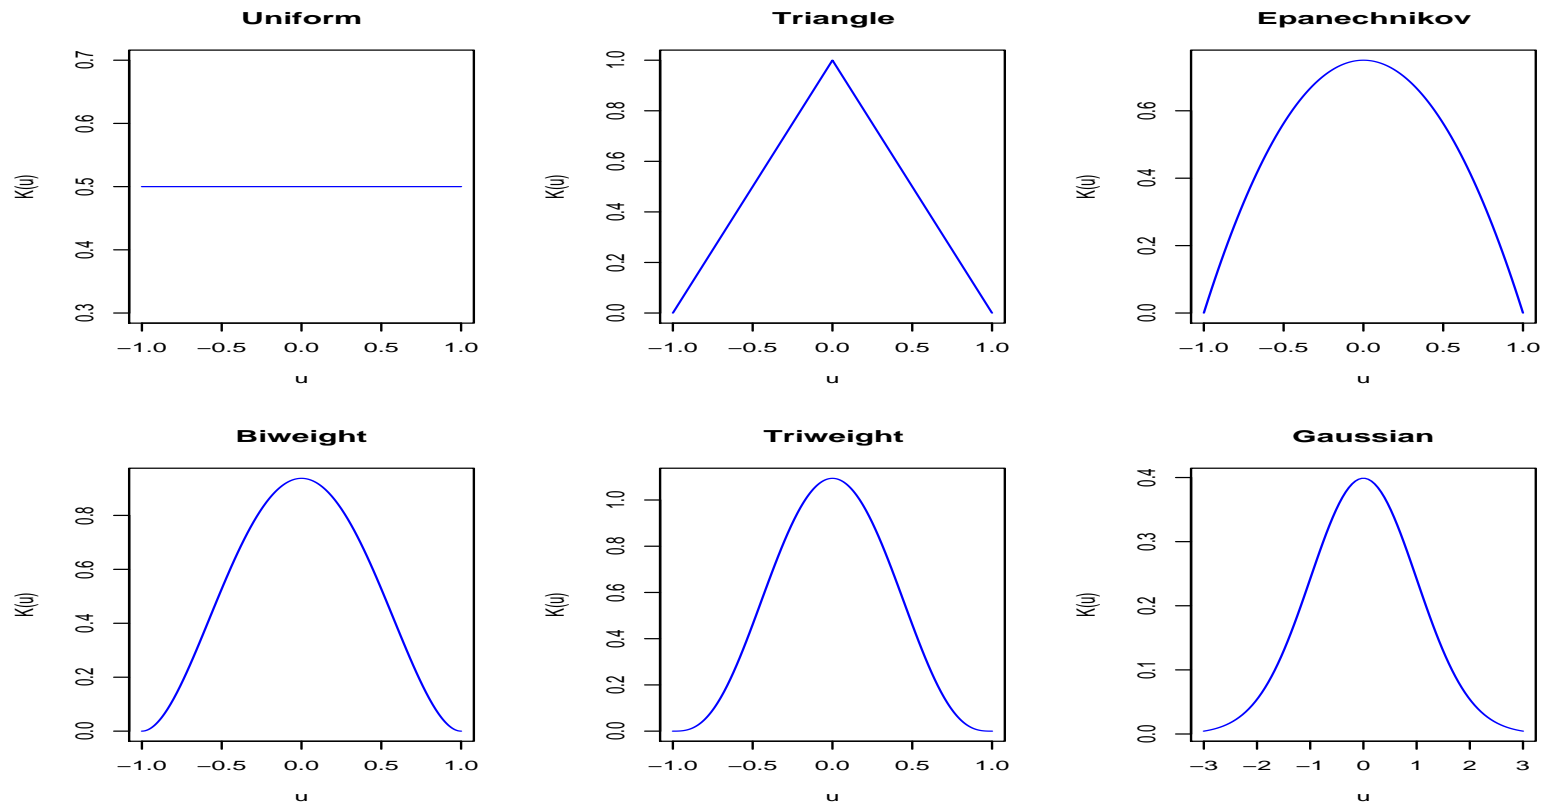 Uniform
Triangle
Epanechnikov
K(u)
0.3 0.4 0.5 0.6 0.7
−1.0 −0.5 0.0 0.5 1.0
u
K(u)
0.0 0.2 0.4 0.6 0.8 1.0
−1.0 −0.5 0.0 0.5 1.0
u
K(u)
0.0 0.2 0.4 0.6
−1.0 −0.5 0.0 0.5 1.0
u
Biweight
Triweight
Gaussian
K(u)
0.0 0.2 0.4 0.6 0.8
−1.0 −0.5 0.0 0.5 1.0
u
K(u)
0.0 0.2 0.4 0.6 0.8 1.0
−1.0 −0.5 0.0 0.5 1.0
u
K(u)
0.0 0.1 0.2 0.3 0.4
−3 −2 −1 0 1 2 3
u